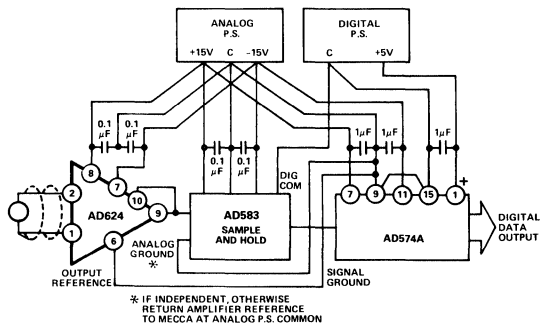 ANALOG
P.S.
+15V C -15V
DIGITAL
P.S.
C +5V
0.1
μF
0.1
μF
0.1
μF
0.1
μF
1μF
1μF
1μF
DIG
COM
8
7
10
2
1
9
6
AD624
AD583
SAMPLE
AND HOLD
7
9
11
15
1
+
AD574A
DIGITAL
DATA
OUTPUT
OUTPUT
REFERENCE
ANALOG
GROUND
*
SIGNAL
GROUND
* IF INDEPENDENT, OTHERWISE
RETURN AMPLIFIER REFERENCE
TO MECCA AT ANALOG P.S. COMMON